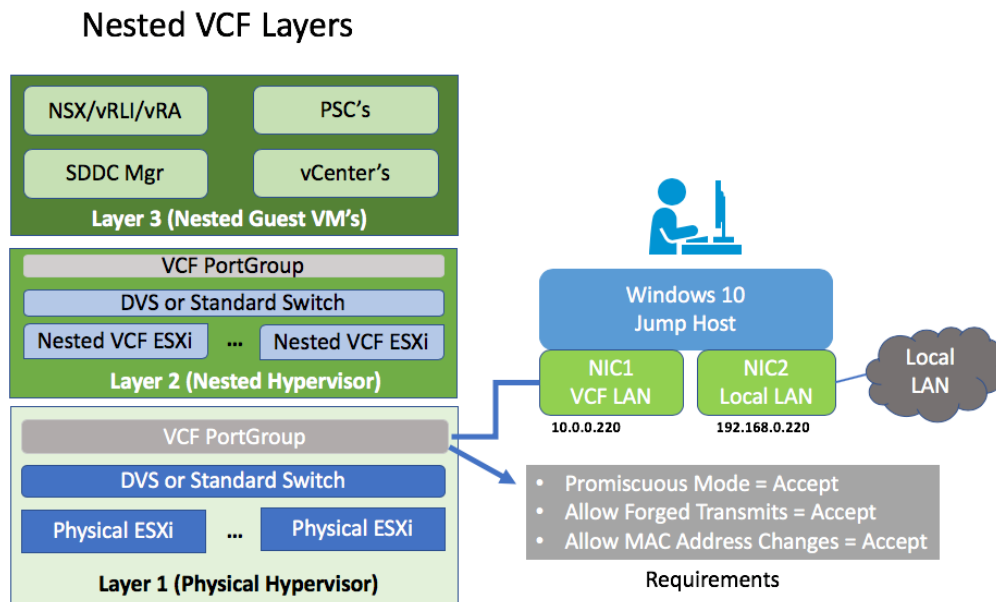 Nested VCF Layers
NSX/vRLI/vRA
PSC's
SDDC Mgr
vCenter's
Layer 3 (Nested Guest VM's)
VCF PortGroup
DVS or Standard Switch
Nested VCF ESXi
...
Nested VCF ESXi
Layer 2 (Nested Hypervisor)
VCF PortGroup
DVS or Standard Switch
Physical ESXi
...
Physical ESXi
Layer 1 (Physical Hypervisor)
Windows 10
Jump Host
NIC1
VCF LAN
NIC2
Local LAN
10.0.0.220
192.168.0.220
Local
LAN
• Promiscuous Mode = Accept
• Allow Forged Transmits = Accept
• Allow MAC Address Changes = Accept
Requirements